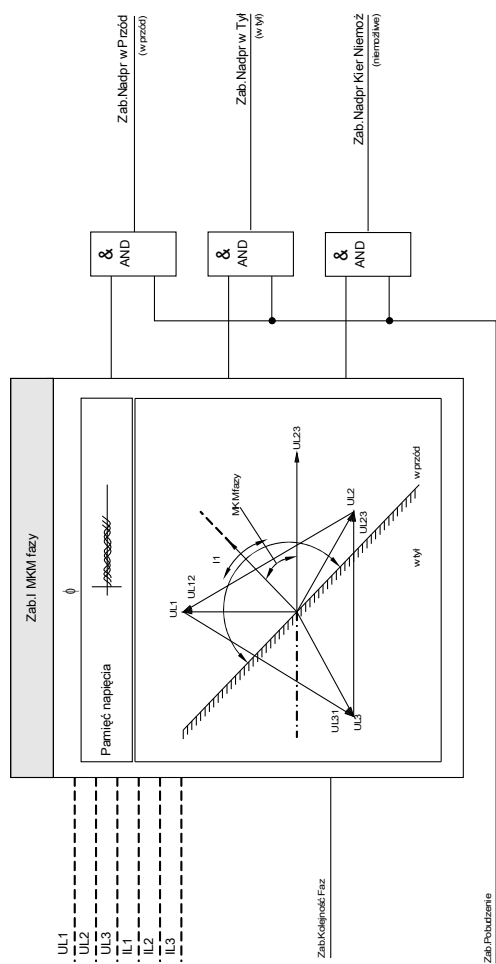 Zab.I MKM fazy
ϕ
Pamięć napięcia
UL1
UL2
UL3
IL1
IL2
IL3
Zab.Kolejność Faz
Zab.Pobudzenie
UL1
UL12
I1
MKM fazy
UL23
UL2
UL23
UL31
UL3
w przód
w tył
&
AND
&
AND
&
AND
Zab.Nadpr w Przód
(w przód)
Zab.Nadpr w Tył
(w tył)
Zab.Nadpr Kier Niemoż
(niemożliwe)